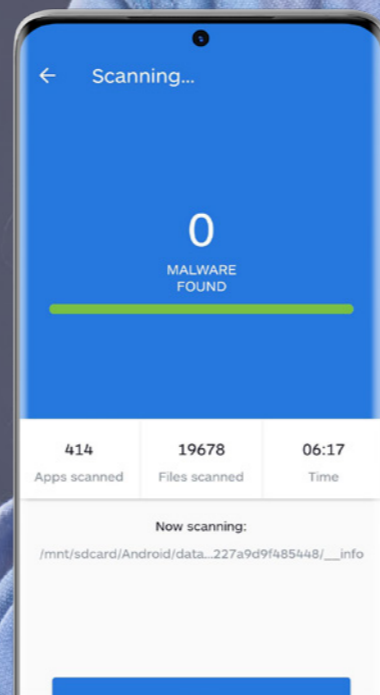 Scanning...
0
MALWARE
FOUND
414 19678 06:17
Apps scanned Files scanned Time
Now scanning:
/mnt/sdcard/Android/data...227a9d9f485448/__info